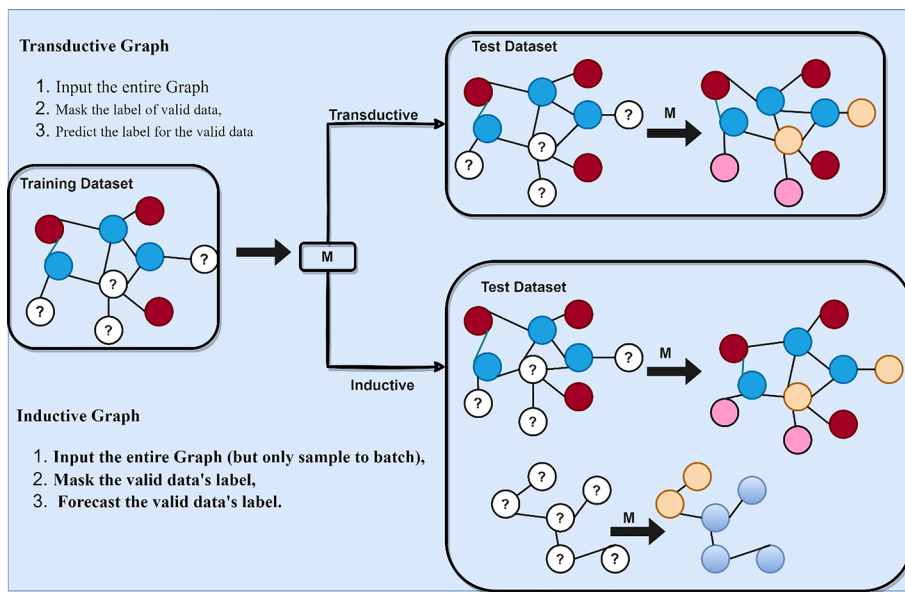 Transductive Graph
1. Input the entire Graph
2. Mask the label of valid data,
3. Predict the label for the valid data
Training Dataset
?
?
?
?
M
Transductive
Inductive
Test Dataset
?
?
?
?
M
Test Dataset
?
?
?
?
M
?
?
?
?
?
?
M
Inductive Graph
1. Input the entire Graph (but only sample to batch),
2. Mask the valid data's label,
3. Forecast the valid data's label.